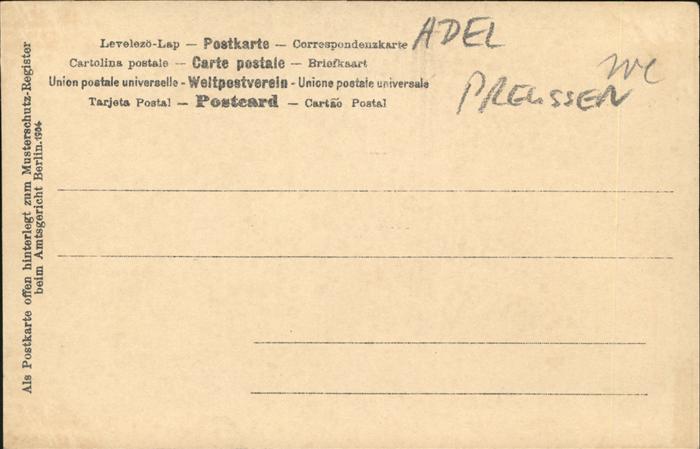 Levelezö-Lap — Postkarte — Correspondenzkarte
Cartolina postale — Carte postale — Briefkaart
Union postale universelle - Weltpostverein - Unione postale universale
Tarjeta Postal — Postcard — Cartão Postal
ADEL
PREUSSEN
Als Postkarte offen hinterlegt zum Musterschutz-Register
beim Amtsgericht Berlin. 1904